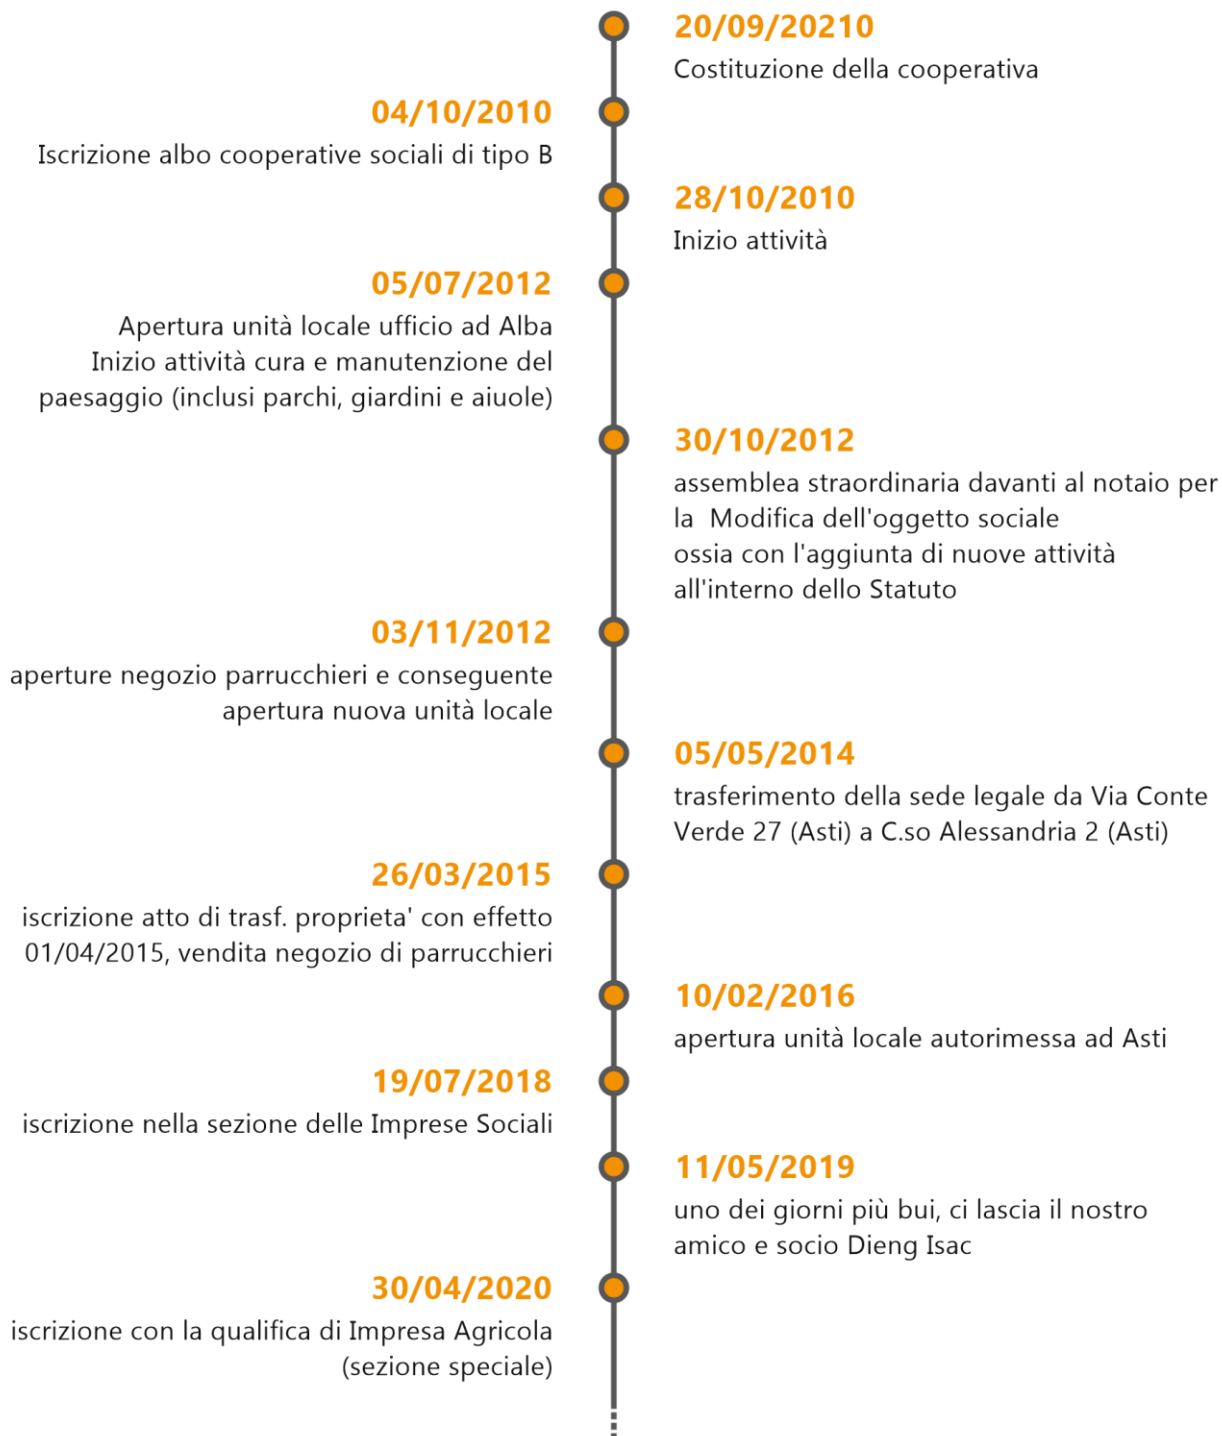 20/09/20210
Costituzione della cooperativa
04/10/2010
Iscrizione albo cooperative sociali di tipo B
28/10/2010
Inizio attività
05/07/2012
Apertura unità locale ufficio ad Alba
Inizio attività cura e manutenzione del
paesaggio (inclusi parchi, giardini e aiuole)
30/10/2012
assemblea straordinaria davanti al notaio per
la  Modifica dell'oggetto sociale
ossia con l'aggiunta di nuove attività
all'interno dello Statuto
03/11/2012
aperture negozio parrucchieri e conseguente
apertura nuova unità locale
05/05/2014
trasferimento della sede legale da Via Conte
Verde 27 (Asti) a C.so Alessandria 2 (Asti)
26/03/2015
iscrizione atto di trasf. proprieta' con effetto
01/04/2015, vendita negozio di parrucchieri
10/02/2016
apertura unità locale autorimessa ad Asti
19/07/2018
iscrizione nella sezione delle Imprese Sociali
11/05/2019
uno dei giorni più bui, ci lascia il nostro
amico e socio Dieng Isac
30/04/2020
iscrizione con la qualifica di Impresa Agricola
(sezione speciale)